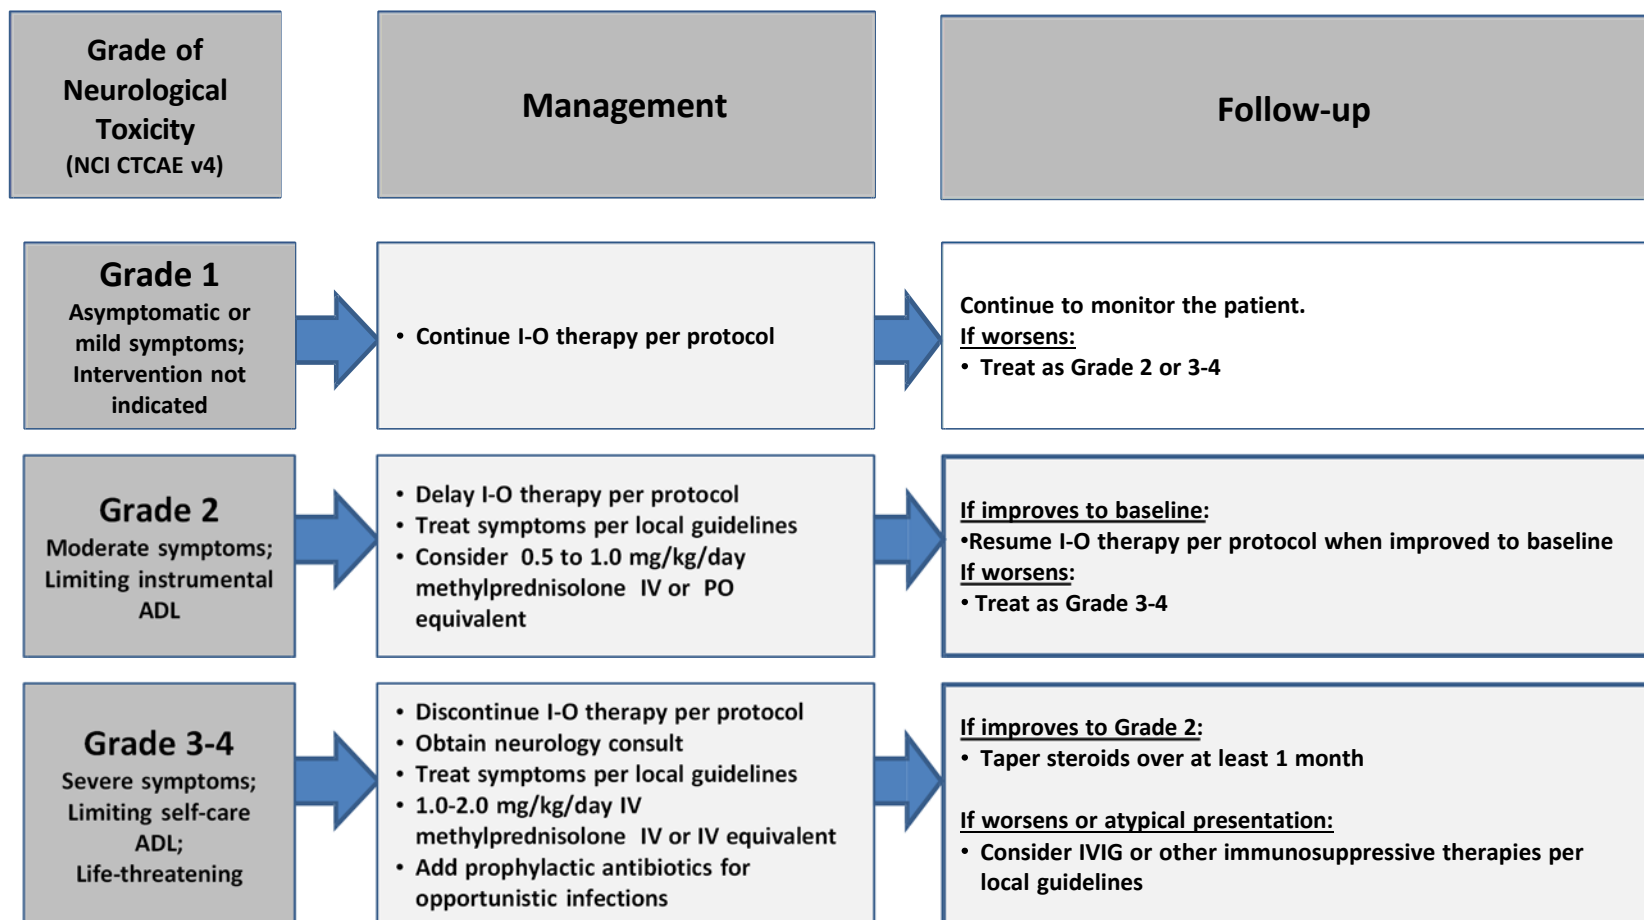 Grade of
Neurological
Toxicity
(NCI CTCAE v4)
Management
Follow-up
Grade 1
Asymptomatic or
mild symptoms;
Intervention not
indicated
• Continue I-O therapy per protocol
Continue to monitor the patient.
If worsens:
• Treat as Grade 2 or 3-4
Grade 2
Moderate symptoms;
Limiting instrumental
ADL
• Delay I-O therapy per protocol
• Treat symptoms per local guidelines
• Consider 0.5 to 1.0 mg/kg/day
methylprednisolone IV or PO
equivalent
If improves to baseline:
•Resume I-O therapy per protocol when improved to baseline
If worsens:
• Treat as Grade 3-4
Grade 3-4
Severe symptoms;
Limiting self-care
ADL;
Life-threatening
• Discontinue I-O therapy per protocol
• Obtain neurology consult
• Treat symptoms per local guidelines
• 1.0-2.0 mg/kg/day IV
methylprednisolone IV or IV equivalent
• Add prophylactic antibiotics for
opportunistic infections
If improves to Grade 2:
• Taper steroids over at least 1 month
If worsens or atypical presentation:
• Consider IVIG or other immunosuppressive therapies per
local guidelines